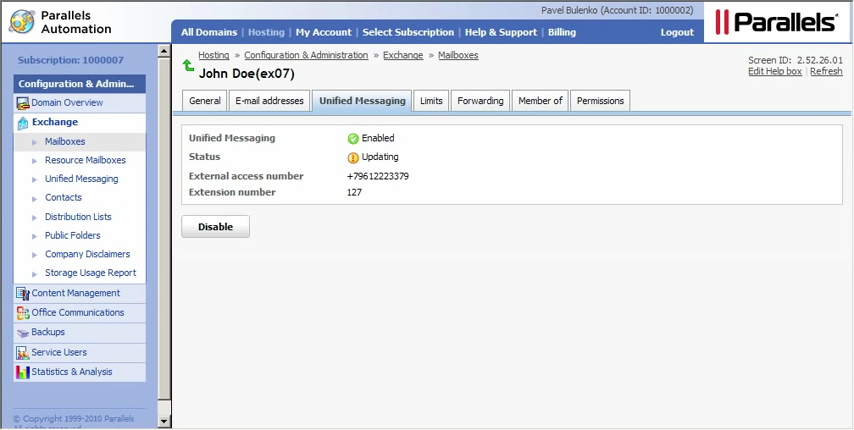 Parallels
Automation
Pavel Bulenko (Account ID: 1000002)
All Domains | Hosting | My Account | Select Subscription | Help & Support | Billing
Logout
Parallels
Subscription: 1000007
Configuration & Admin...
Domain Overview
Exchange
Mailboxes
Resource Mailboxes
Unified Messaging
Contacts
Distribution Lists
Public Folders
Company Disclaimers
Storage Usage Report
Content Management
Office Communications
Backups
Service Users
Statistics & Analysis
© Copyright 1999-2010 Parallels
All rights reserved
Hosting » Configuration & Administration » Exchange » Mailboxes
John Doe(ex07)
Screen ID: 2.52.26.01
Edit Help box | Refresh
General
E-mail addresses
Unified Messaging
Limits
Forwarding
Member of
Permissions
Unified Messaging Enabled
Status Updating
External access number +79612223379
Extension number 127
Disable